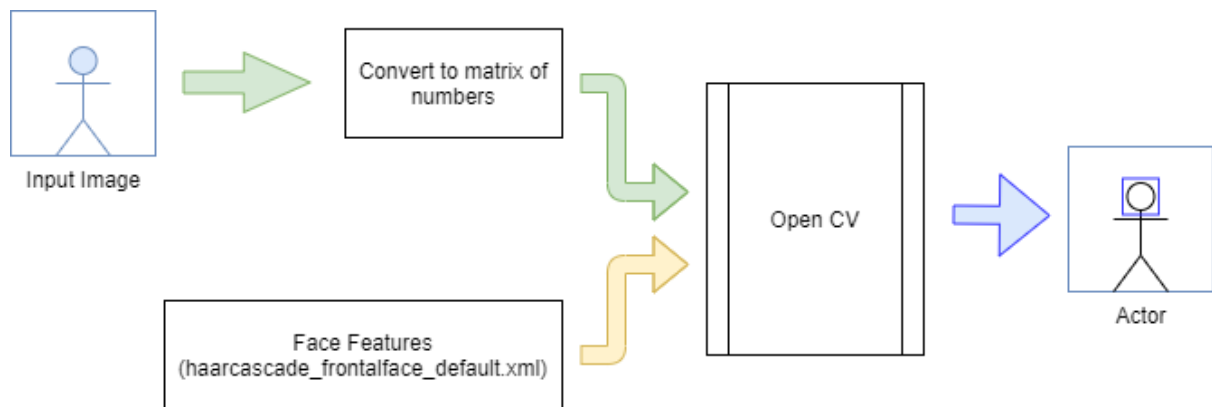 Input Image
Convert to matrix of
numbers
Open CV
Face Features
(haarcascade_frontalface_default.xml)
Actor